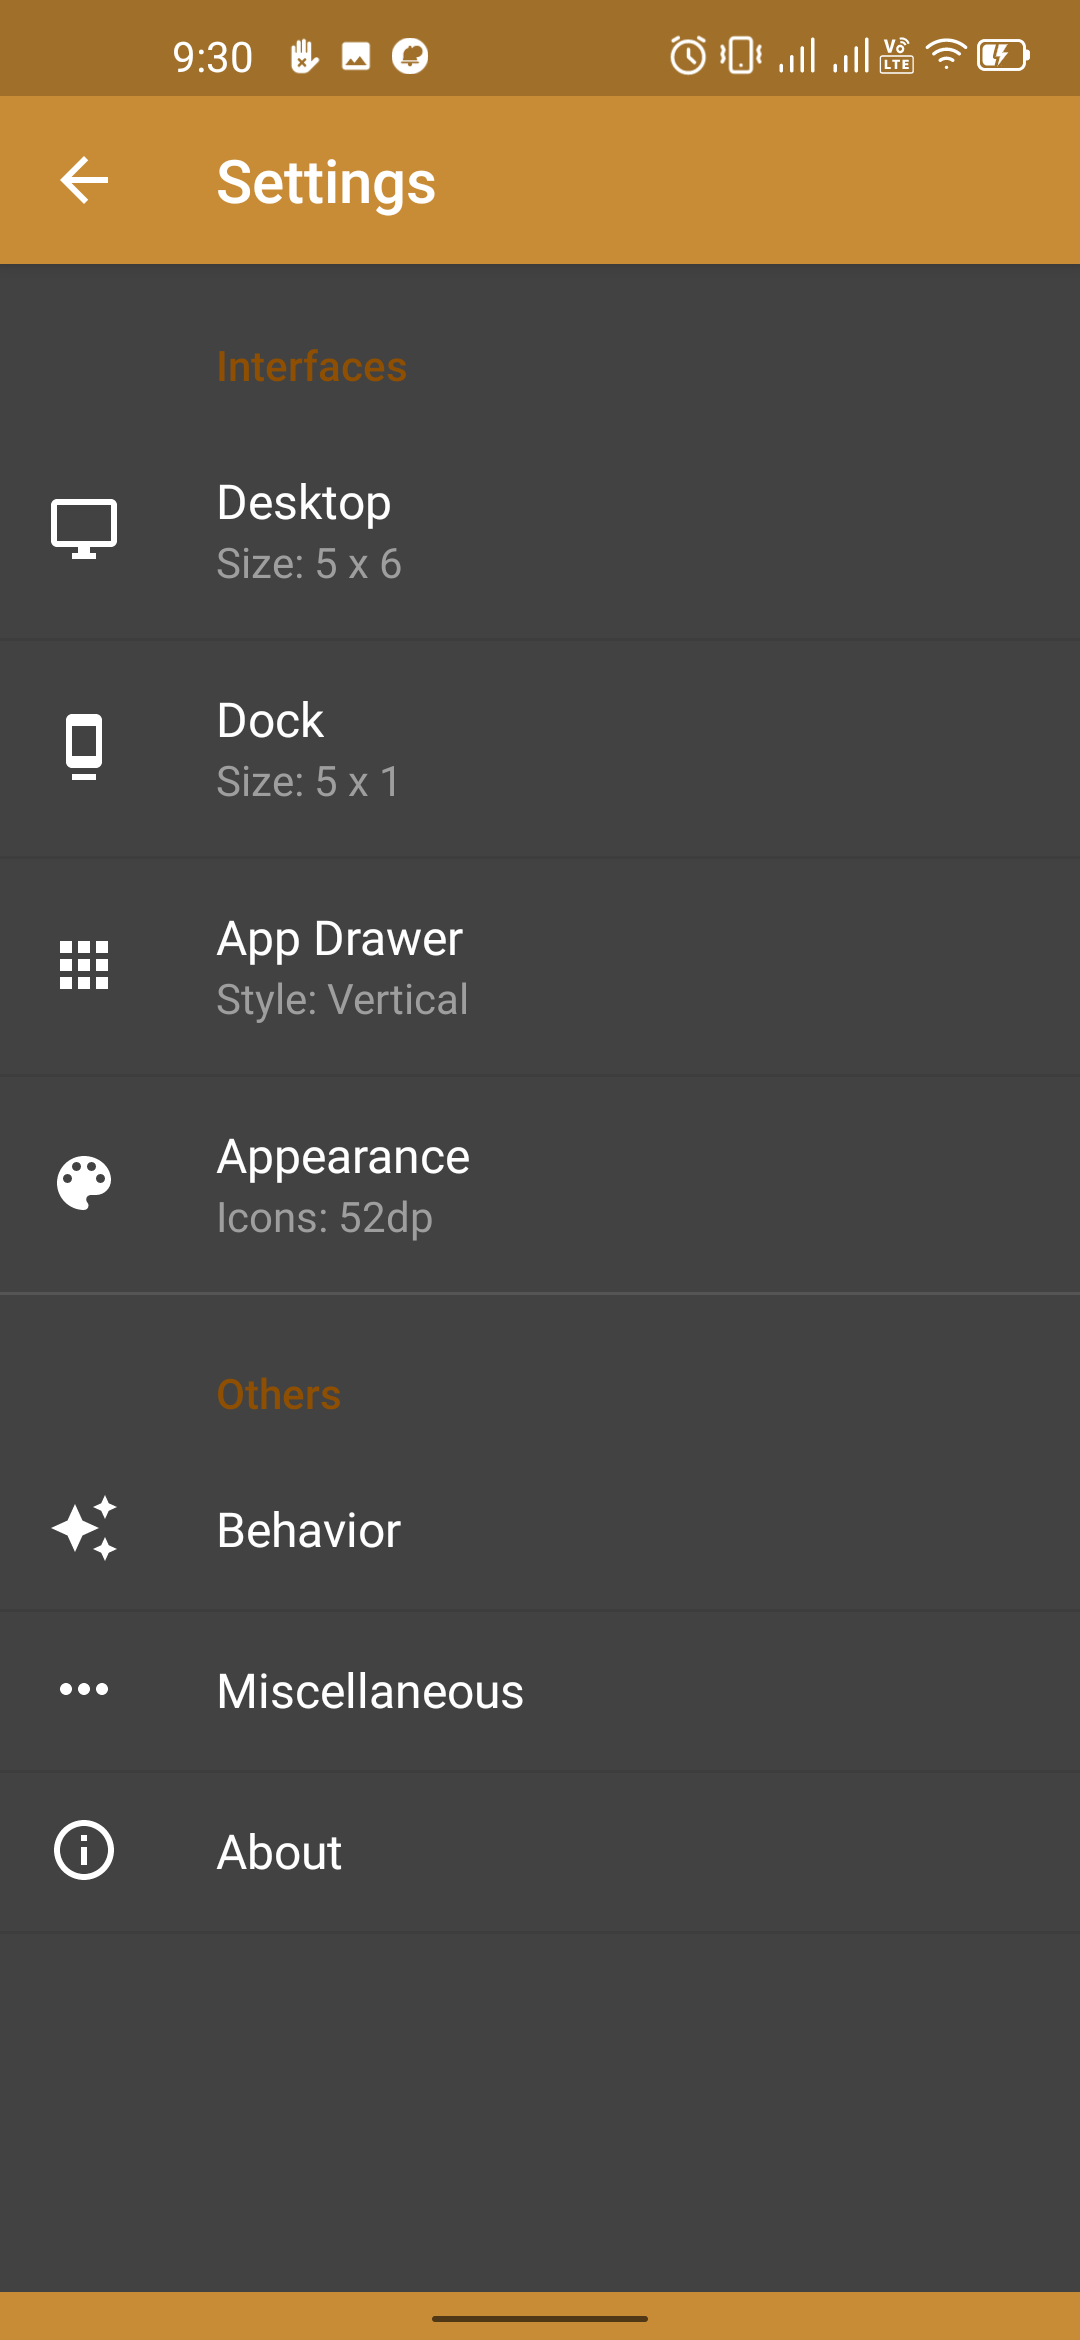 9:30
Vo
LTE
Settings
Interfaces
Desktop
Size: 5 x 6
Dock
Size: 5 x 1
App Drawer
Style: Vertical
Appearance
Icons: 52dp
Others
Behavior
Miscellaneous
About